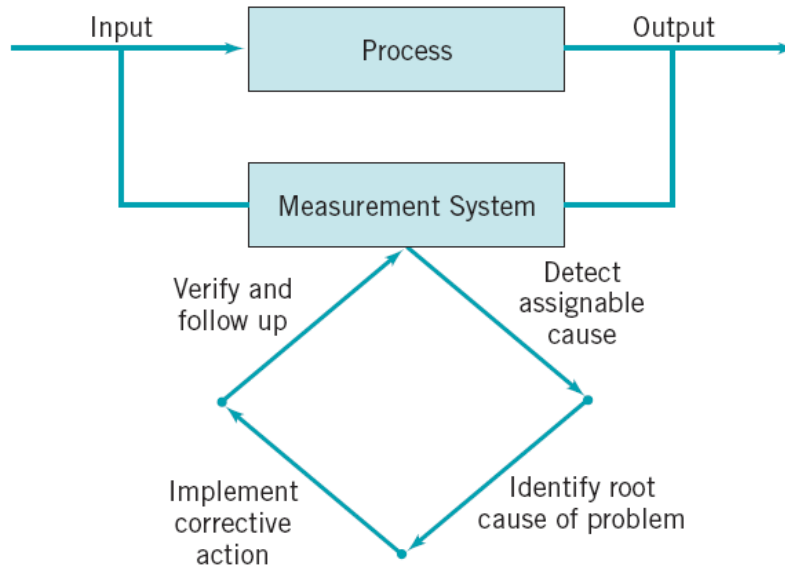 Input
Process
Output
Measurement System
Verify and
follow up
Detect
assignable
cause
Implement
corrective
action
Identify root
cause of problem